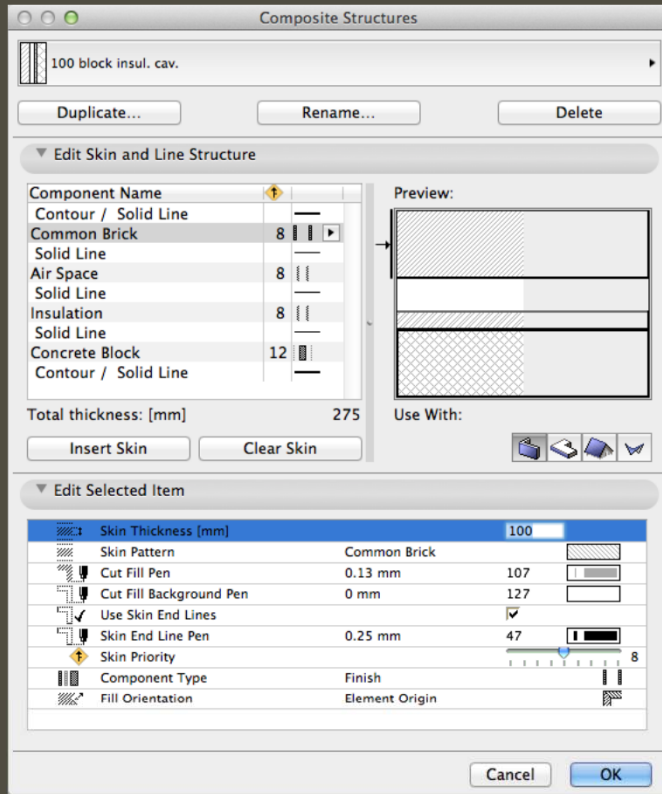 Composite Structures
100 block insul. cav.
Duplicate... Rename... Delete
Edit Skin and Line Structure
Component Name Preview:
Contour / Solid Line
Common Brick 8
Solid Line
Air Space 8
Solid Line
Insulation 8
Solid Line
Concrete Block 12
Contour / Solid Line
Total thickness: [mm] 275 Use With:
Insert Skin Clear Skin
Edit Selected Item
Skin Thickness [mm] 100
Skin Pattern Common Brick
Cut Fill Pen 0.13 mm 107
Cut Fill Background Pen 0 mm 127
Use Skin End Lines
Skin End Line Pen 0.25 mm 47
Skin Priority 8
Component Type Finish
Fill Orientation Element Origin
Cancel OK